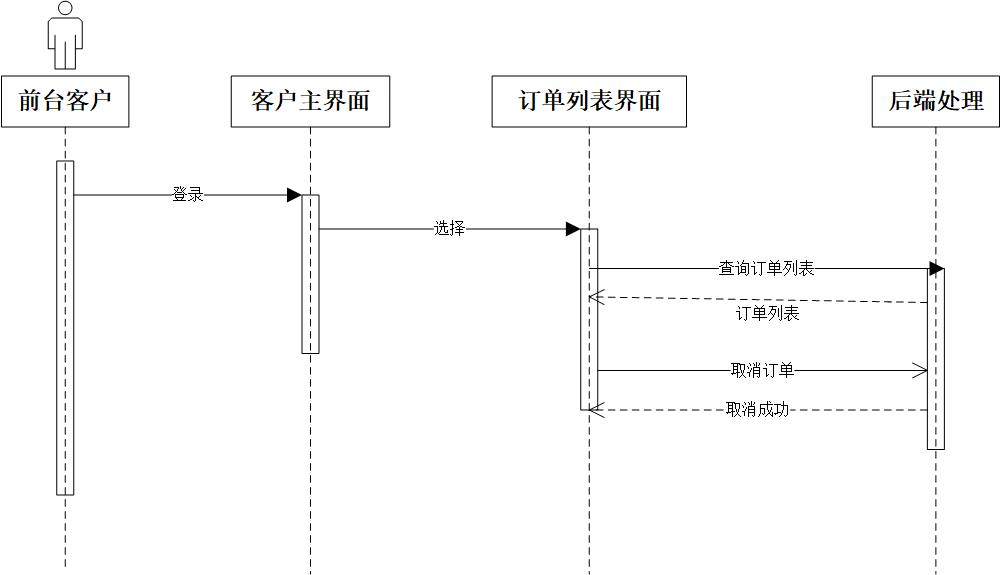 前台客户
客户主界面
订单列表界面
后端处理
登录
选择
查询订单列表
订单列表
取消订单
取消成功